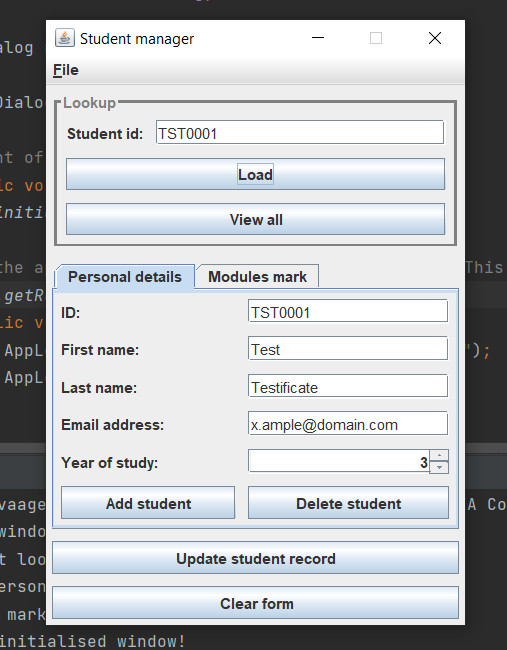 Student manager
File
Lookup
Student id: TST0001
Load
View all
Personal details Modules mark
ID: TST0001
First name: Test
Last name: Testificate
Email address: x.ample@domain.com
Year of study: 3
Add student Delete student
Update student record
Clear form
alog
Dialo
nt of
ic vo
initi
the a
This
.getR
lic v
AppL
");
AppL
vaage
A Co
windo
t loo
erson
mark
initialised window!